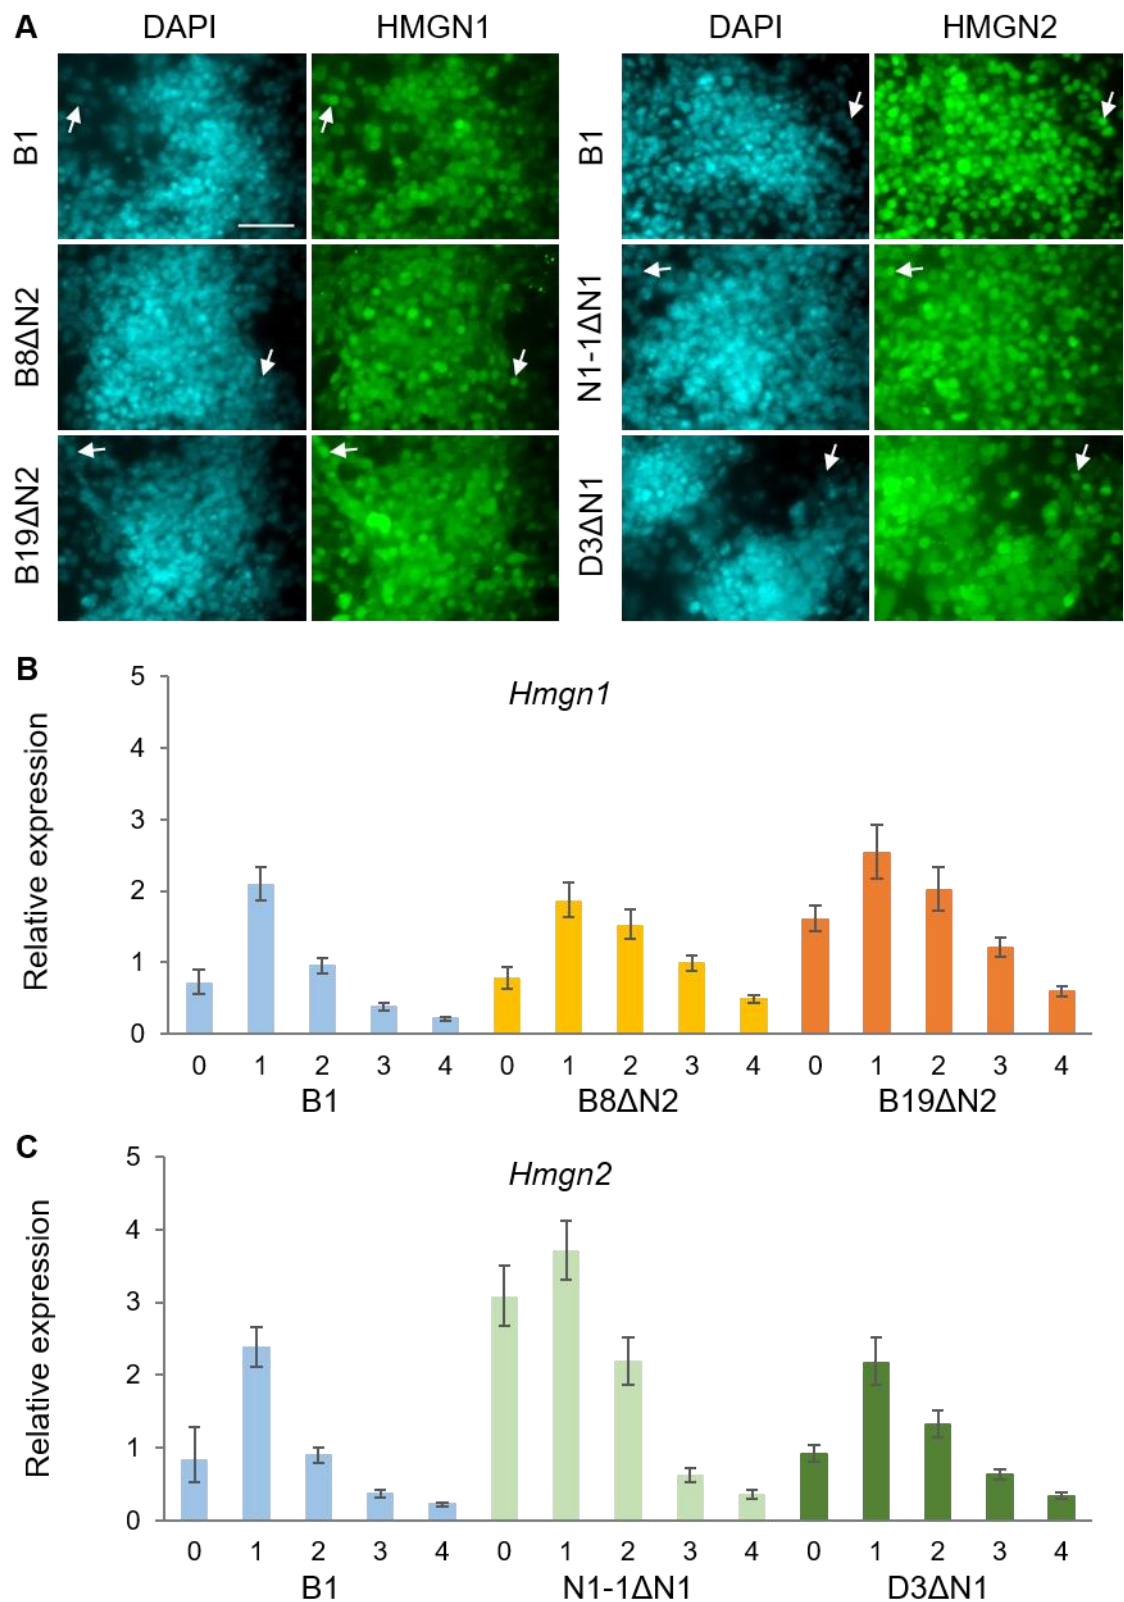 A
DAPI HMGN1 DAPI HMGN2
B1 B1
B8ΔN2 N1-1ΔN1
B19ΔN2 D3ΔN1
B
Hmgn1
Relative expression
5
4
3
2
1
0
0 1 2 3 4 0 1 2 3 4 0 1 2 3 4
B1 B8ΔN2 B19ΔN2
C
Hmgn2
Relative expression
5
4
3
2
1
0
0 1 2 3 4 0 1 2 3 4 0 1 2 3 4
B1 N1-1ΔN1 D3ΔN1